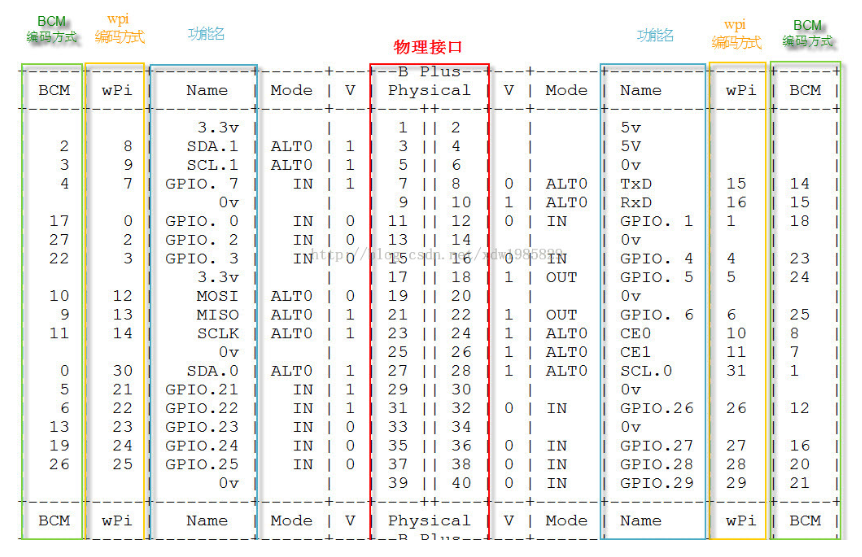 BCM wpi 功能名 物理接口 功能名 wpi BCM
编码方式 编码方式 编码方式 编码方式
+-----+-----+---------+------+---+---B Plus---+---+------+---------+-----+-----+
| BCM | wPi | Name | Mode | V | Physical | V | Mode | Name | wPi | BCM |
+-----+-----+---------+------+---+----++----+---+------+---------+-----+-----+
| | | 3.3v | | | 1 || 2 | | | 5v | | |
| 2 | 8 | SDA.1 | ALT0 | 1 | 3 || 4 | | | 5V | | |
| 3 | 9 | SCL.1 | ALT0 | 1 | 5 || 6 | | | 0v | | |
| 4 | 7 | GPIO. 7 | IN | 1 | 7 || 8 | 0 | ALT0 | TxD | 15 | 14 |
| | | 0v | | | 9 || 10 | 1 | ALT0 | RxD | 16 | 15 |
| 17 | 0 | GPIO. 0 | IN | 0 | 11 || 12 | 0 | IN | GPIO. 1 | 1 | 18 |
| 27 | 2 | GPIO. 2 | IN | 0 | 13 || 14 | | | 0v | | |
| 22 | 3 | GPIO. 3 | IN | 0 | 15 || 16 | 0 | IN | GPIO. 4 | 4 | 23 |
| | | 3.3v | | | 17 || 18 | 1 | OUT | GPIO. 5 | 5 | 24 |
| 10 | 12 | MOSI | ALT0 | 0 | 19 || 20 | | | 0v | | |
| 9 | 13 | MISO | ALT0 | 1 | 21 || 22 | 1 | OUT | GPIO. 6 | 6 | 25 |
| 11 | 14 | SCLK | ALT0 | 1 | 23 || 24 | 1 | ALT0 | CE0 | 10 | 8 |
| | | 0v | | | 25 || 26 | 1 | ALT0 | CE1 | 11 | 7 |
| 0 | 30 | SDA.0 | ALT0 | 1 | 27 || 28 | 1 | ALT0 | SCL.0 | 31 | 1 |
| 5 | 21 | GPIO.21 | IN | 1 | 29 || 30 | | | 0v | | |
| 6 | 22 | GPIO.22 | IN | 1 | 31 || 32 | 0 | IN | GPIO.26 | 26 | 12 |
| 13 | 23 | GPIO.23 | IN | 0 | 33 || 34 | | | 0v | | |
| 19 | 24 | GPIO.24 | IN | 0 | 35 || 36 | 0 | IN | GPIO.27 | 27 | 16 |
| 26 | 25 | GPIO.25 | IN | 0 | 37 || 38 | 0 | IN | GPIO.28 | 28 | 20 |
| | | 0v | | | 39 || 40 | 0 | IN | GPIO.29 | 29 | 21 |
+-----+-----+---------+------+---+----++----+---+------+---------+-----+-----+
| BCM | wPi | Name | Mode | V | Physical | V | Mode | Name | wPi | BCM |
+-----+-----+---------+------+---+---B Plus---+---+------+---------+-----+-----+